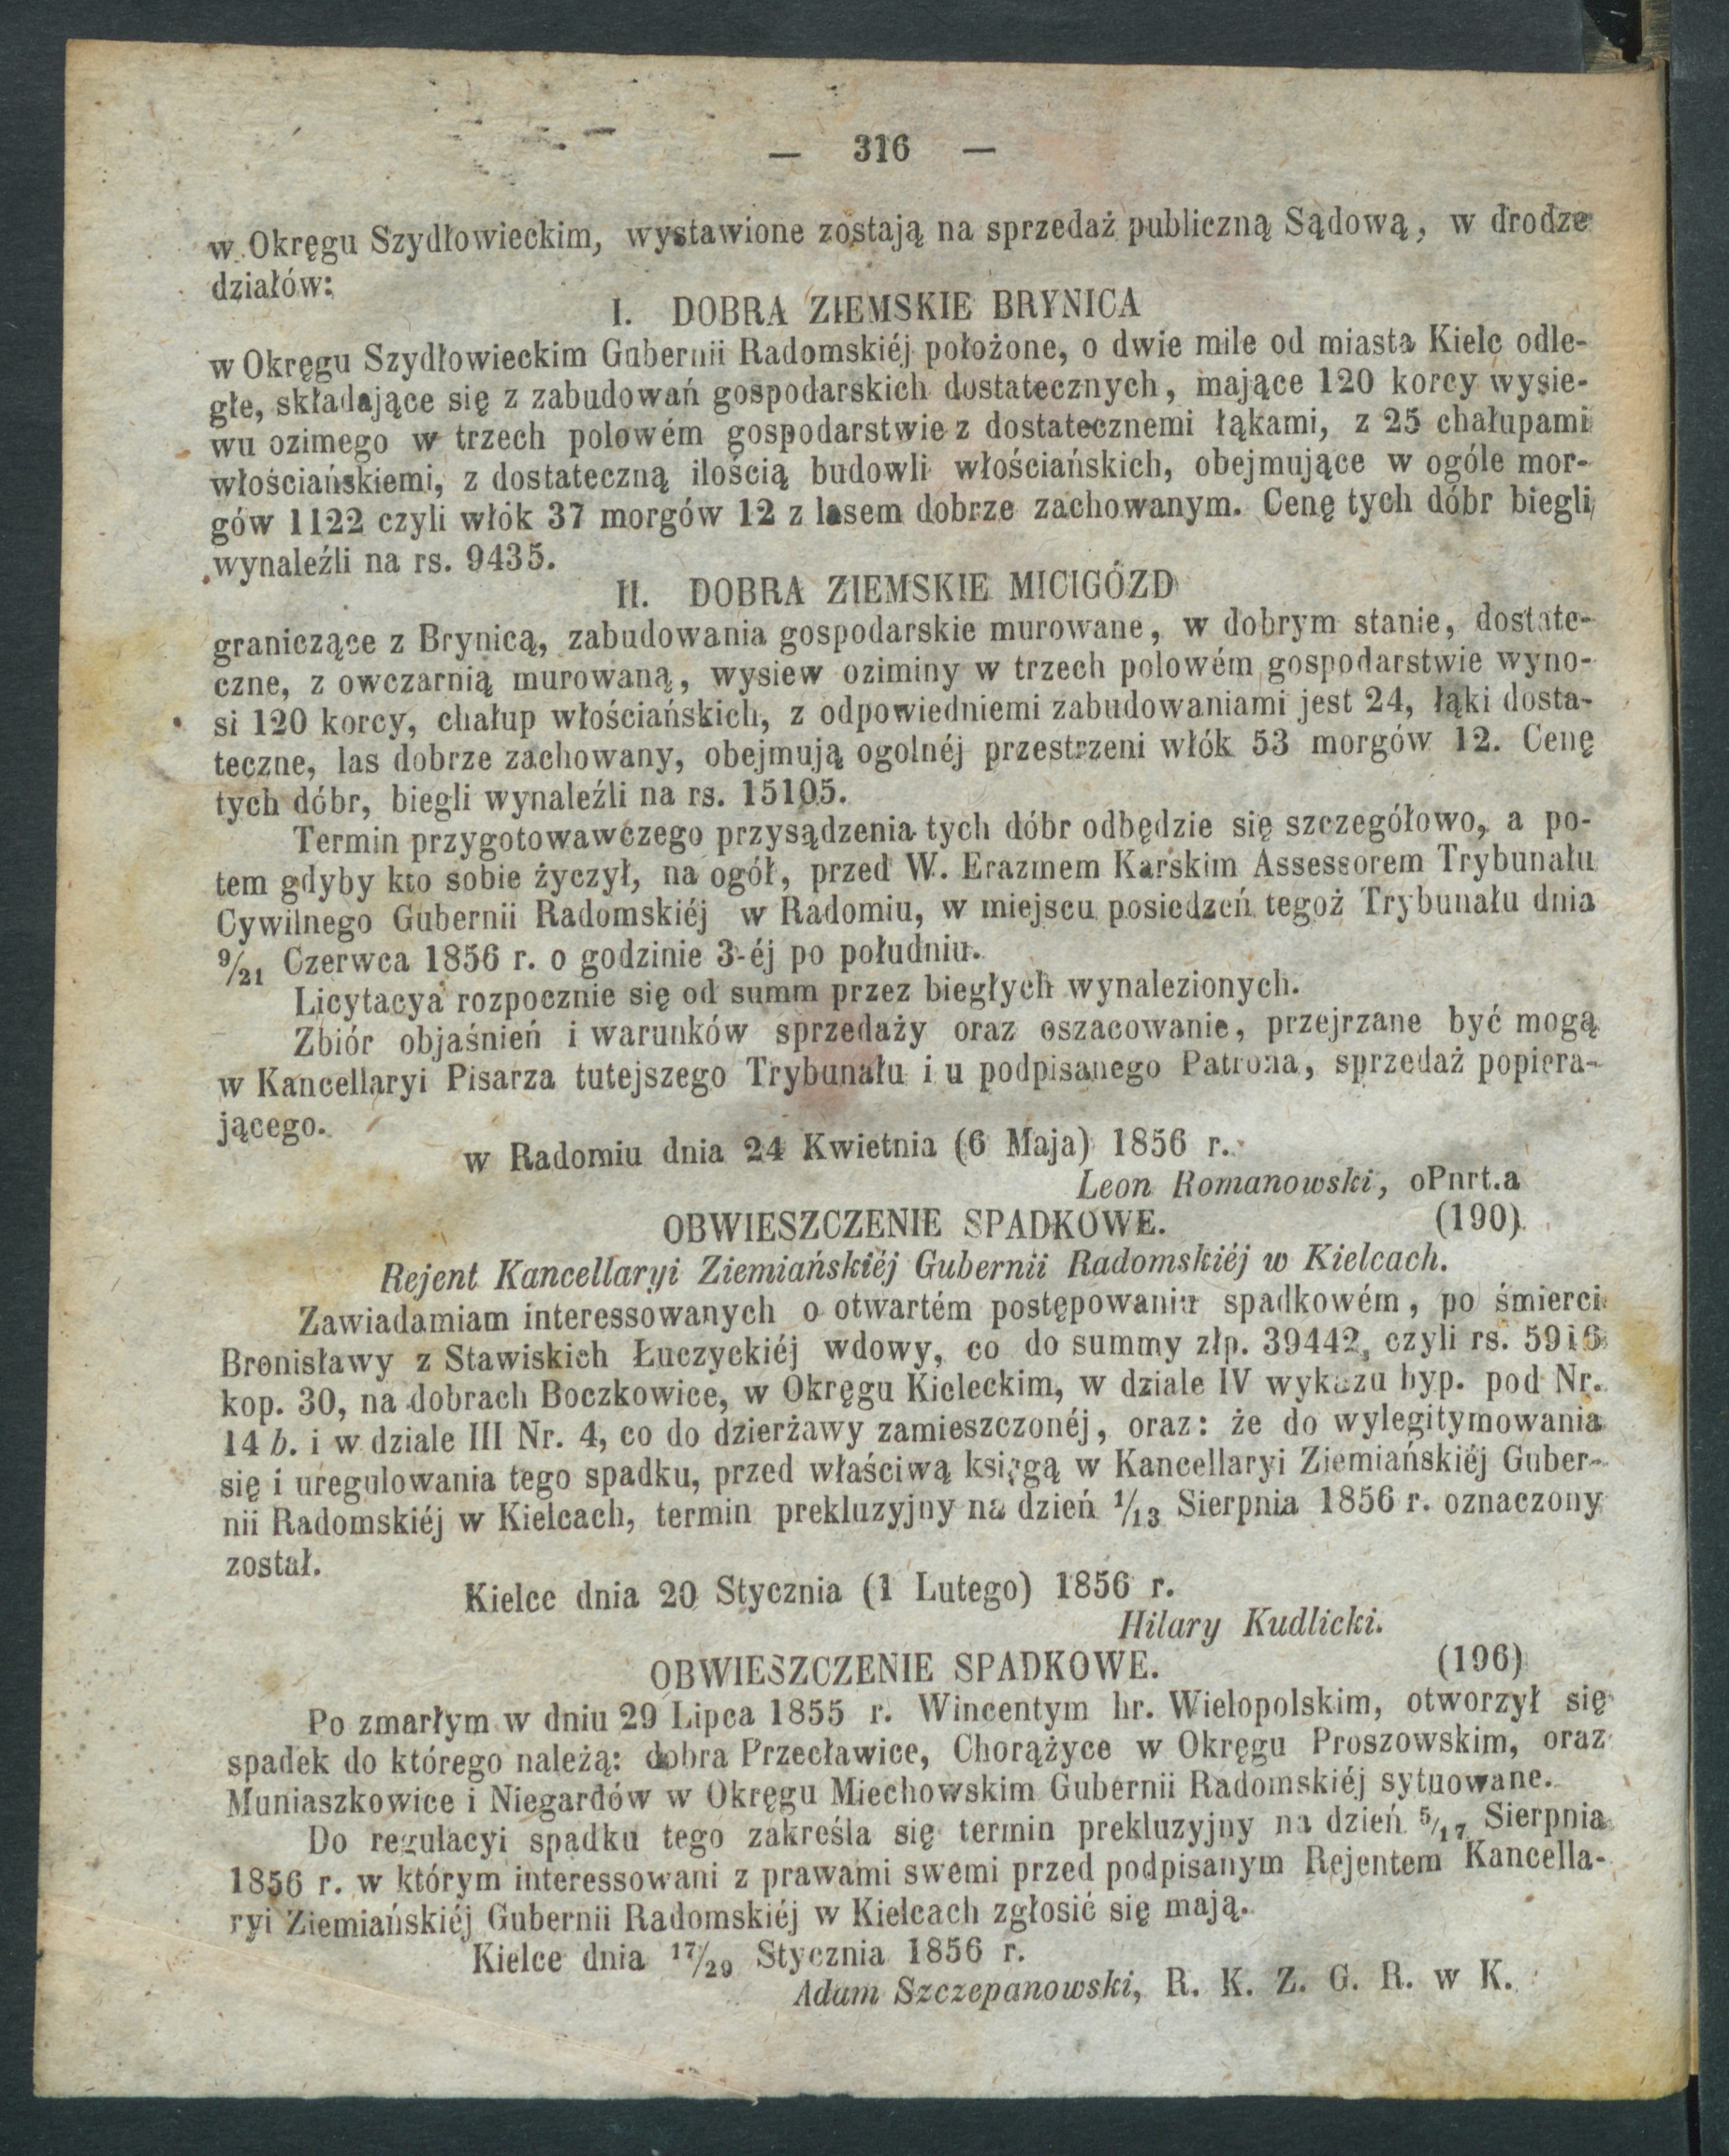 — 316 —
w Okręgu Szydłowieckim, wystawione zostają na sprzedaż publiczną Sądową, w drodze
działów:
I. DOBRA ZIEMSKIE BRYNICA
w Okręgu Szydłowieckim Gubernii Radomskiéj położone, o dwie mile od miasta Kielc odle-
głe, składające się z zabudowań gospodarskich dostatecznych, mające 120 korcy wysie-
wu ozimego w trzech polowém gospodarstwie z dostatecznemi łąkami, z 25 chałupami
włościańskiemi, z dostateczną ilością budowli włościańskich, obejmujące w ogóle mor-
gów 1122 czyli włók 37 morgów 12 z lasem dobrze zachowanym. Cenę tych dóbr biegli
wynaleźli na rs. 9435.
II. DOBRA ZIEMSKIE MICIGÓZD
graniczące z Brynicą, zabudowania gospodarskie murowane, w dobrym stanie, dostate-
czne, z owczarnią murowaną, wysiew oziminy w trzech polowém gospodarstwie wyno-
si 120 korcy, chałup włościańskich, z odpowiedniemi zabudowaniami jest 24, łąki dosta-
teczne, las dobrze zachowany, obejmują ogolnéj przestrzeni włók 53 morgów 12. Cenę
tych dóbr, biegli wynaleźli na rs. 15105.
Termin przygotowawczego przysądzenia tych dóbr odbędzie się szczegółowo, a po-
tem gdyby kto sobie życzył, na ogół, przed W. Erazmem Karskim Assessorem Trybunału
Cywilnego Gubernii Radomskiéj w Radomiu, w miejscu posiedzeń tegoż Trybunału dnia
9/21 Czerwca 1856 r. o godzinie 3-éj po południu.
Licytacya rozpocznie się od summ przez biegłych wynalezionych.
Zbiór objaśnień i warunków sprzedaży oraz oszacowanie, przejrzane być mogą
w Kancellaryi Pisarza tutejszego Trybunału i u podpisanego Patrona, sprzedaż popiera-
jącego.
w Radomiu dnia 24 Kwietnia (6 Maja) 1856 r.
Leon Romanowski, oPnrt.a
OBWIESZCZENIE SPADKOWE. (190)
Rejent Kancellaryi Ziemiańskiéj Gubernii Radomskiéj w Kielcach.
Zawiadamiam interessowanych o otwartém postępowaniu spadkowém, po śmierci
Bronisławy z Stawiskich Łuczyckiéj wdowy, co do summy złp. 39442, czyli rs. 5916
kop. 30, na dobrach Boczkowice, w Okręgu Kieleckim, w dziale IV wykazu hyp. pod Nr.
14 b. i w dziale III Nr. 4, co do dzierżawy zamieszczonéj, oraz: że do wylegitymowania
się i uregulowania tego spadku, przed właściwą księgą w Kancellaryi Ziemiańskiéj Guber-
nii Radomskiéj w Kielcach, termin prekluzyjny na dzień 1/13 Sierpnia 1856 r. oznaczony
został.
Kielce dnia 20 Stycznia (1 Lutego) 1856 r.
Hilary Kudlicki.
OBWIESZCZENIE SPADKOWE. (196)
Po zmarłym w dniu 29 Lipca 1855 r. Wincentym hr. Wielopolskim, otworzył się
spadek do którego należą: dobra Przecławice, Chorążyce w Okręgu Proszowskim, oraz
Muniaszkowice i Niegardów w Okręgu Miechowskim Gubernii Radomskiéj sytuowane.
Do regulacyi spadku tego zakreśla się termin prekluzyjny na dzień 5/17 Sierpnia
1856 r. w którym interessowani z prawami swemi przed podpisanym Rejentem Kancella-
ryi Ziemiańskiéj Gubernii Radomskiéj w Kielcach zgłosić się mają.
Kielce dnia 17/29 Stycznia 1856 r.
Adam Szczepanowski, R. K. Z. G. R. w K.